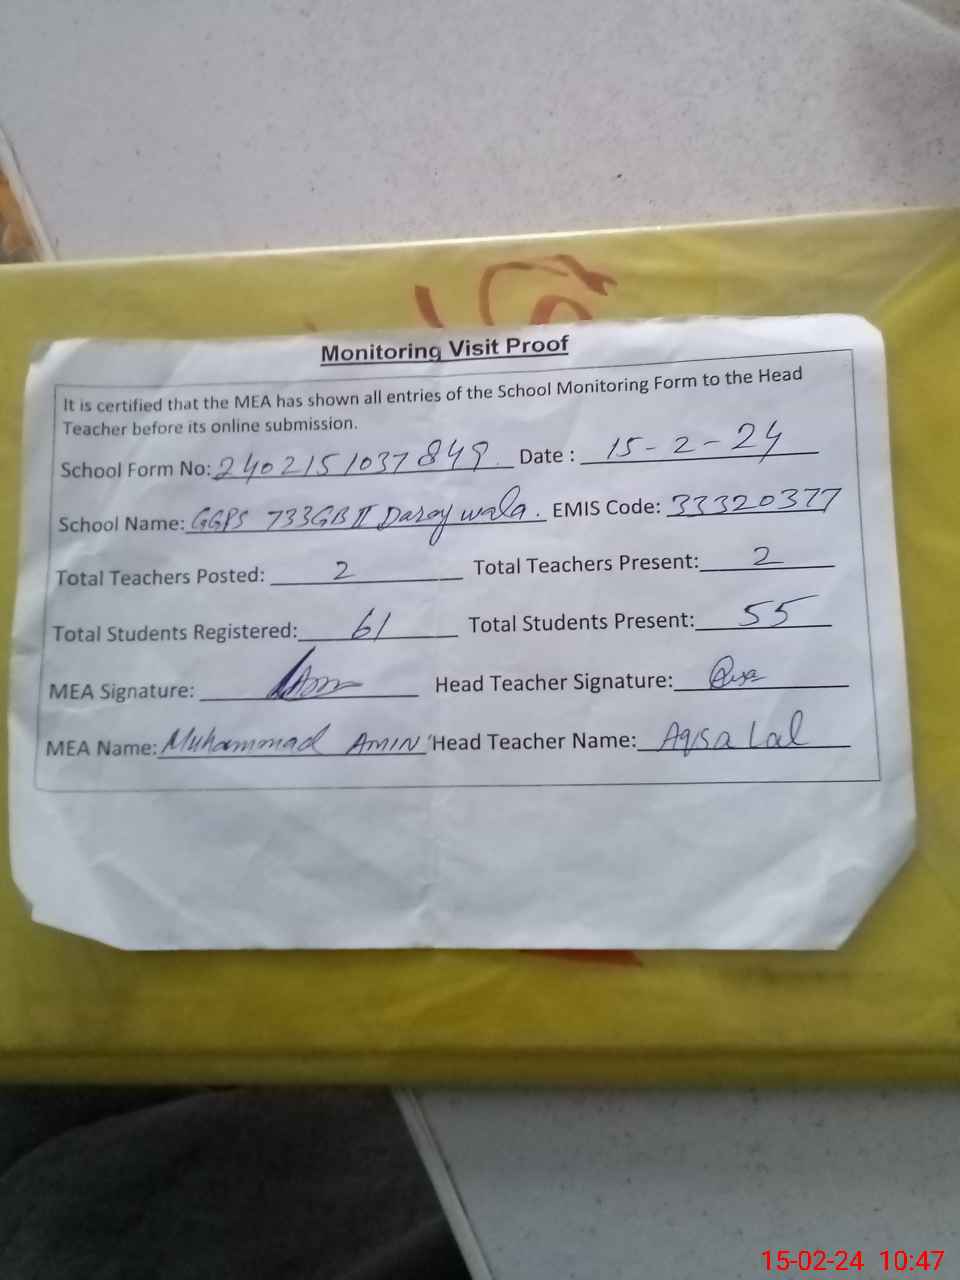 Monitoring Visit Proof
It is certified that the MEA has shown all entries of the School Monitoring Form to the Head
Teacher before its online submission.
School Form No: 2402151037849 Date : 15-2-24
School Name: GGPS 733GB II Daroywala. EMIS Code: 33320377
Total Teachers Posted: 2 Total Teachers Present: 2
Total Students Registered: 61 Total Students Present: 55
MEA Signature: Head Teacher Signature:
MEA Name: Muhammad AMIN Head Teacher Name: Aqsa Lal
15-02-24 10:47